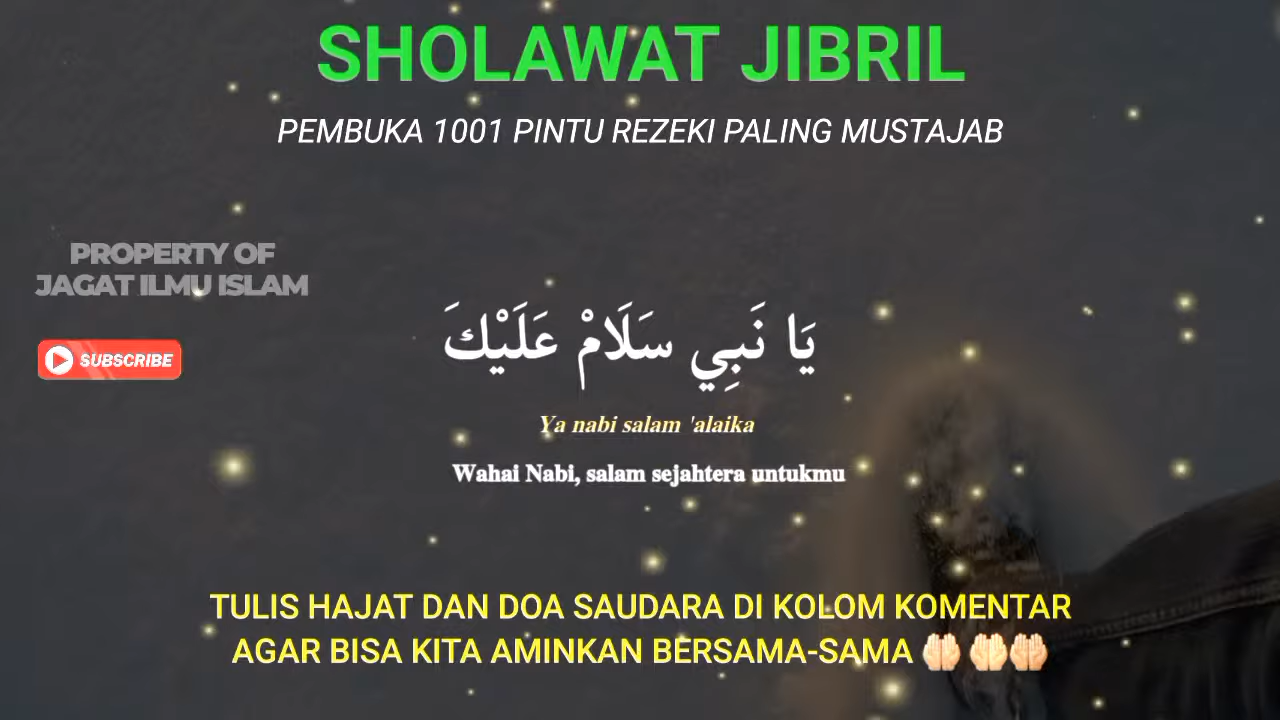 SHOLAWAT JIBRIL
PEMBUKA 1001 PINTU REZEKI PALING MUSTAJAB
PROPERTY OF
JAGAT ILMU ISLAM
SUBSCRIBE
يَا نَبِي سَلَامْ عَلَيْكَ
Ya nabi salam 'alaika
Wahai Nabi, salam sejahtera untukmu
TULIS HAJAT DAN DOA SAUDARA DI KOLOM KOMENTAR
AGAR BISA KITA AMINKAN BERSAMA-SAMA 🤲🏻 🤲🏻🤲🏻